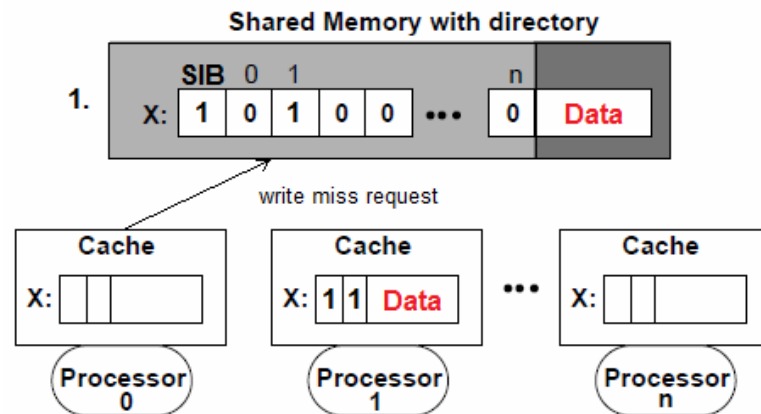 Shared Memory with directory
SIB 0 1 n
1.
X: 1 0 1 0 0 ••• 0 Data
write miss request
Cache Cache Cache
X: X: 1 1 Data ••• X:
Processor Processor Processor
0 1 n